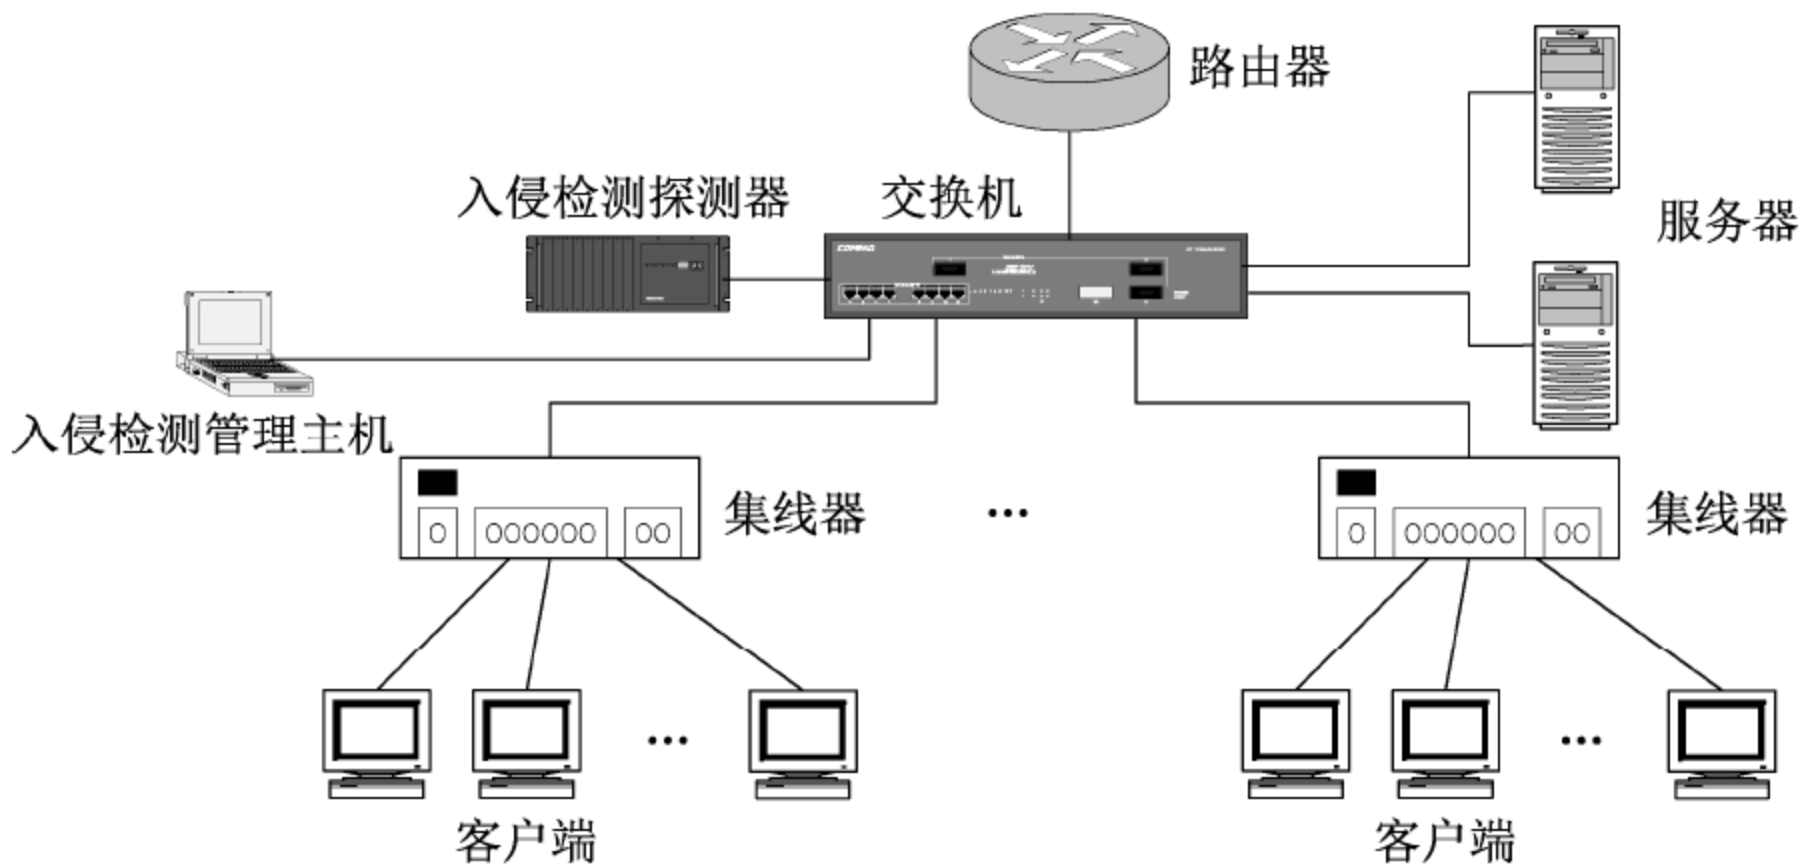 路由器
入侵检测探测器
交换机
服务器
入侵检测管理主机
集线器
...
集线器
...
...
客户端
客户端